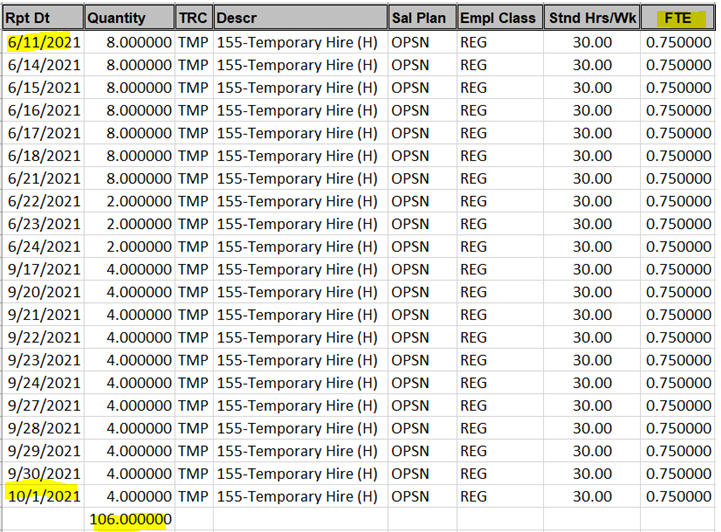 Rpt Dt Quantity TRC Descr Sal Plan Empl Class Stnd Hrs/Wk FTE
6/11/2021 8.000000 TMP 155-Temporary Hire (H) OPSN REG 30.00 0.750000
6/14/2021 8.000000 TMP 155-Temporary Hire (H) OPSN REG 30.00 0.750000
6/15/2021 8.000000 TMP 155-Temporary Hire (H) OPSN REG 30.00 0.750000
6/16/2021 8.000000 TMP 155-Temporary Hire (H) OPSN REG 30.00 0.750000
6/17/2021 8.000000 TMP 155-Temporary Hire (H) OPSN REG 30.00 0.750000
6/18/2021 8.000000 TMP 155-Temporary Hire (H) OPSN REG 30.00 0.750000
6/21/2021 8.000000 TMP 155-Temporary Hire (H) OPSN REG 30.00 0.750000
6/22/2021 2.000000 TMP 155-Temporary Hire (H) OPSN REG 30.00 0.750000
6/23/2021 2.000000 TMP 155-Temporary Hire (H) OPSN REG 30.00 0.750000
6/24/2021 2.000000 TMP 155-Temporary Hire (H) OPSN REG 30.00 0.750000
9/17/2021 4.000000 TMP 155-Temporary Hire (H) OPSN REG 30.00 0.750000
9/20/2021 4.000000 TMP 155-Temporary Hire (H) OPSN REG 30.00 0.750000
9/21/2021 4.000000 TMP 155-Temporary Hire (H) OPSN REG 30.00 0.750000
9/22/2021 4.000000 TMP 155-Temporary Hire (H) OPSN REG 30.00 0.750000
9/23/2021 4.000000 TMP 155-Temporary Hire (H) OPSN REG 30.00 0.750000
9/24/2021 4.000000 TMP 155-Temporary Hire (H) OPSN REG 30.00 0.750000
9/27/2021 4.000000 TMP 155-Temporary Hire (H) OPSN REG 30.00 0.750000
9/28/2021 4.000000 TMP 155-Temporary Hire (H) OPSN REG 30.00 0.750000
9/29/2021 4.000000 TMP 155-Temporary Hire (H) OPSN REG 30.00 0.750000
9/30/2021 4.000000 TMP 155-Temporary Hire (H) OPSN REG 30.00 0.750000
10/1/2021 4.000000 TMP 155-Temporary Hire (H) OPSN REG 30.00 0.750000
106.000000